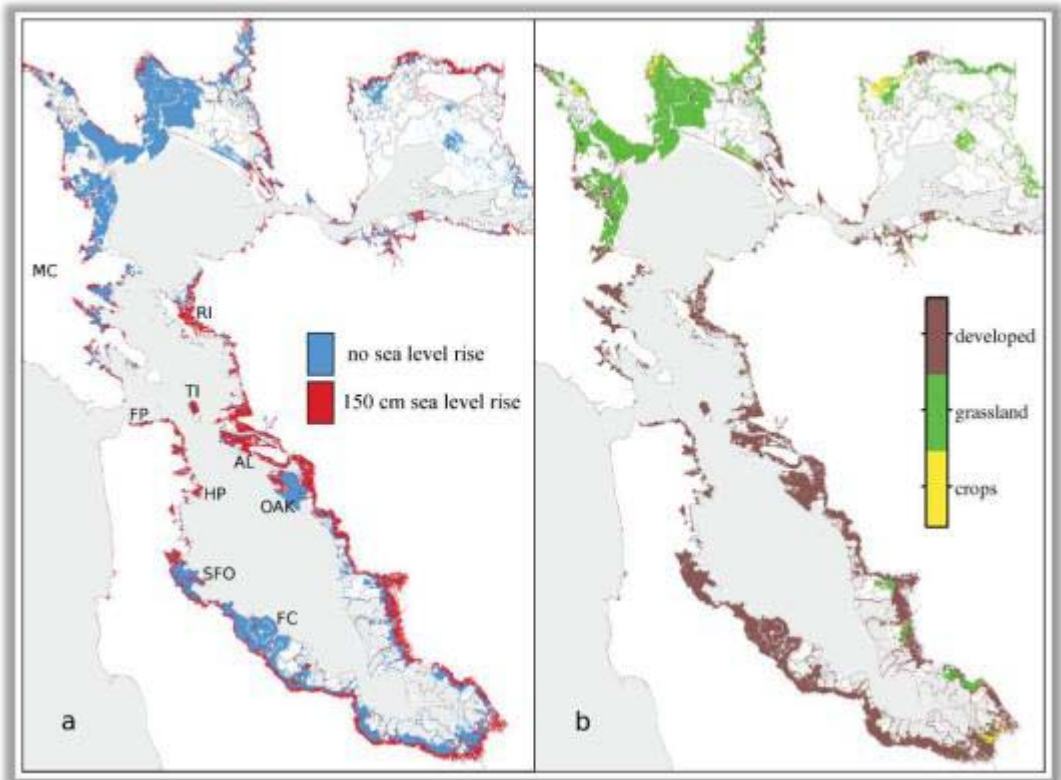 MC
RI
no sea level rise
150 cm sea level rise
TI
FP
AL
HP
OAK
SFO
FC
a
developed
grassland
crops
b